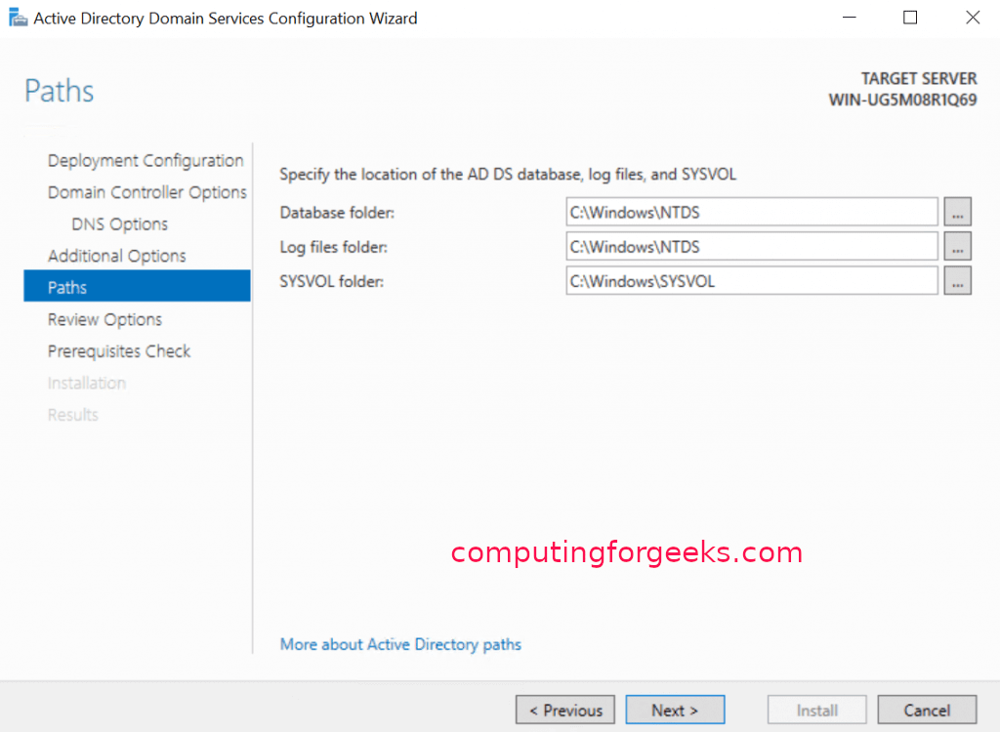 Active Directory Domain Services Configuration Wizard
Paths
TARGET SERVER
WIN-UG5M08R1Q69
Deployment Configuration
Domain Controller Options
DNS Options
Additional Options
Paths
Review Options
Prerequisites Check
Installation
Results
Specify the location of the AD DS database, log files, and SYSVOL
Database folder: C:\Windows\NTDS ...
Log files folder: C:\Windows\NTDS ...
SYSVOL folder: C:\Windows\SYSVOL ...
computingforgeeks.com
More about Active Directory paths
< Previous Next > Install Cancel